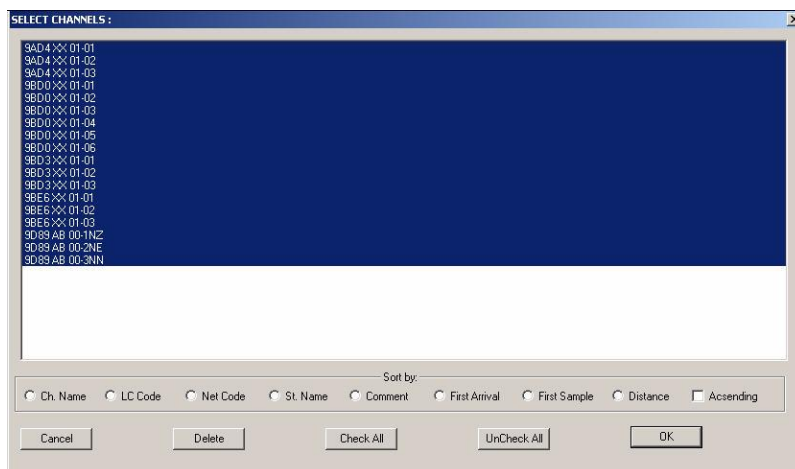 SELECT CHANNELS :
9AD4 XX 01-01
9AD4 XX 01-02
9AD4 XX 01-03
9BD0 XX 01-01
9BD0 XX 01-02
9BD0 XX 01-03
9BD0 XX 01-04
9BD0 XX 01-05
9BD0 XX 01-06
9BD3 XX 01-01
9BD3 XX 01-02
9BD3 XX 01-03
9BE6 XX 01-01
9BE6 XX 01-02
9BE6 XX 01-03
9D89 AB 00-1NZ
9D89 AB 00-2NE
9D89 AB 00-3NN
Sort by:
Ch. Name LC Code Net Code St. Name Comment First Arrival First Sample Distance Acsending
Cancel Delete Check All UnCheck All OK